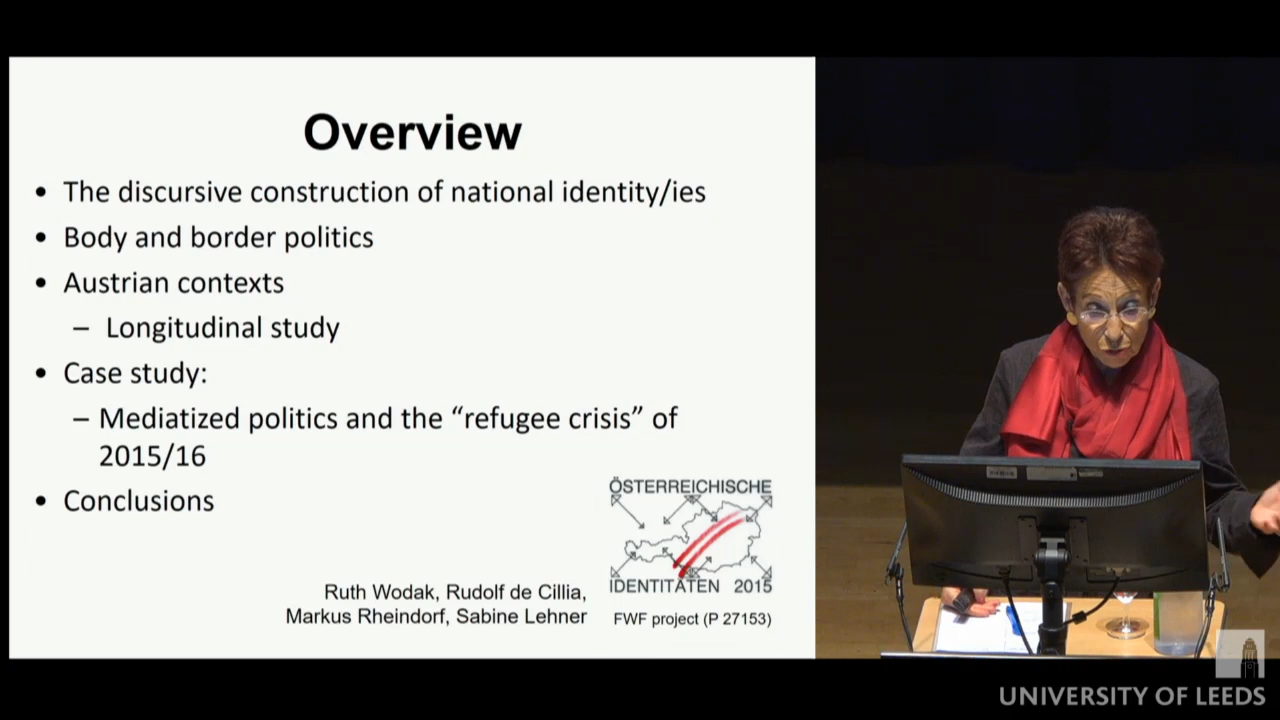 Overview
• The discursive construction of national identity/ies
• Body and border politics
• Austrian contexts
– Longitudinal study
• Case study:
– Mediatized politics and the “refugee crisis” of
2015/16
• Conclusions
ÖSTERREICHISCHE
IDENTITÄTEN 2015
Ruth Wodak, Rudolf de Cillia,
Markus Rheindorf, Sabine Lehner
FWF project (P 27153)
UNIVERSITY OF LEEDS